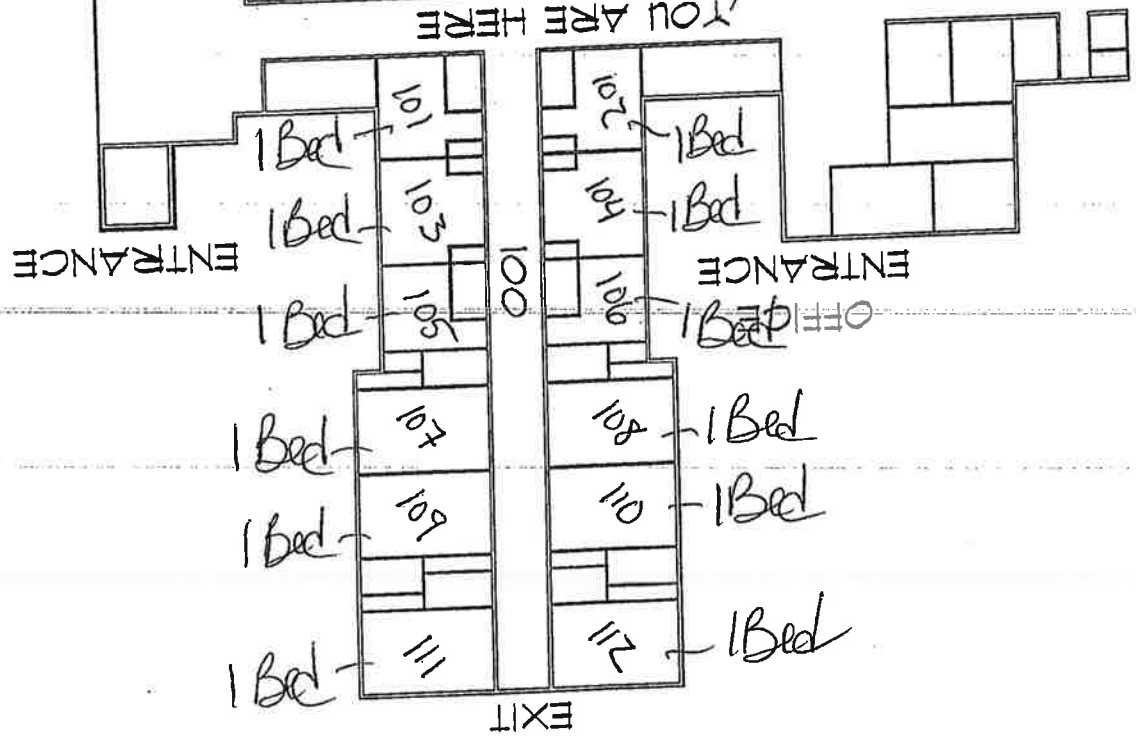 YOU ARE HERE
101
102
1 Bed
1 Bed
103
104
1 Bed
1 Bed
ENTRANCE
100
ENTRANCE
105
106
1 Bed
1 Bed
OFFICE
107
108
1 Bed
1 Bed
109
110
1 Bed
1 Bed
111
112
1 Bed
1 Bed
EXIT